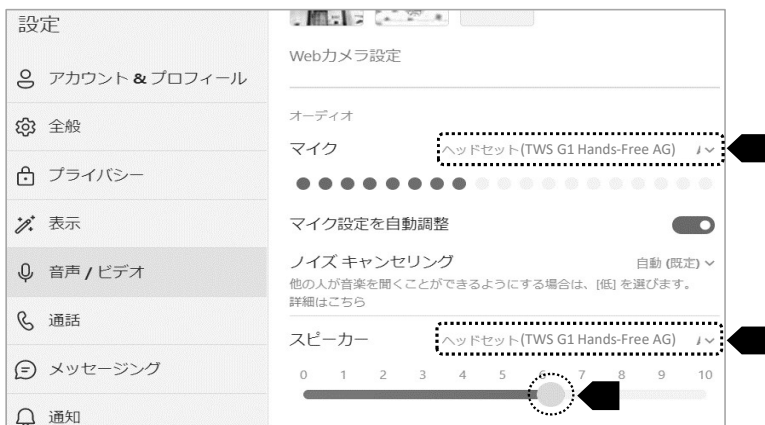 設定
アカウント & プロフィール
全般
プライバシー
表示
音声 / ビデオ
通話
メッセージング
通知
Webカメラ設定
オーディオ
マイク
ヘッドセット(TWS G1 Hands-Free AG)
マイク設定を自動調整
ノイズ キャンセリング
自動 (既定)
他の人が音楽を聞くことができるようにする場合は、[低] を選びます。
詳細はこちら
スピーカー
ヘッドセット(TWS G1 Hands-Free AG)
0 1 2 3 4 5 6 7 8 9 10